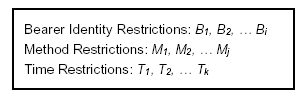 Bearer Identity Restrictions: B1, B2, … Bi
Method Restrictions: M1, M2, … Mj
Time Restrictions: T1, T2, … Tk